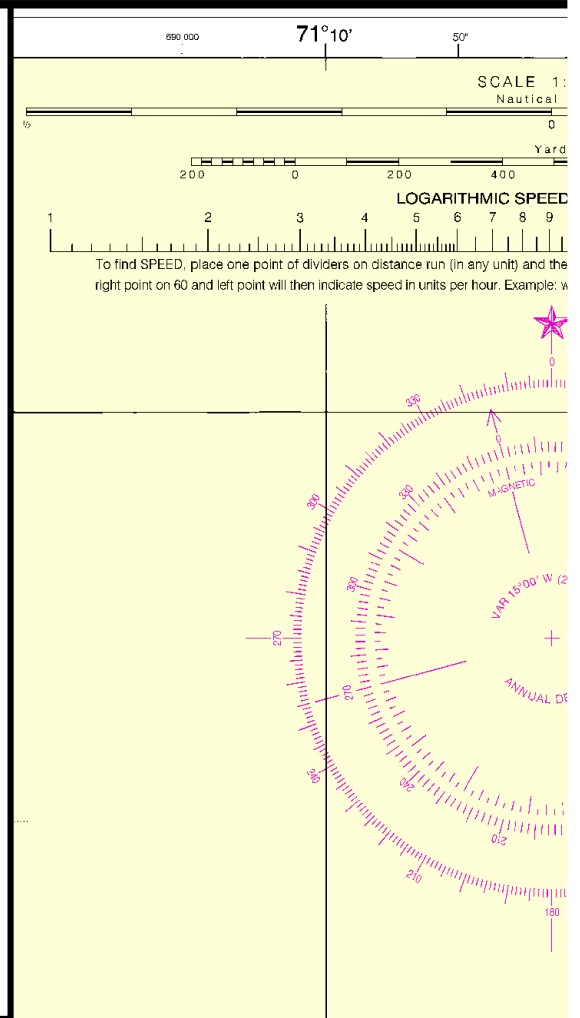 690 000 71°10' 50"
SCALE 1:
Nautical
½ 0
Yard
200 0 200 400
LOGARITHMIC SPEED
1 2 3 4 5 6 7 8 9
To find SPEED, place one point of dividers on distance run (in any unit) and the
right point on 60 and left point will then indicate speed in units per hour. Example: w
0
330
0
330
MAGNETIC
300
300
VAR 15°00' W (2
270
270
ANNUAL DE
240
240
210
210
180